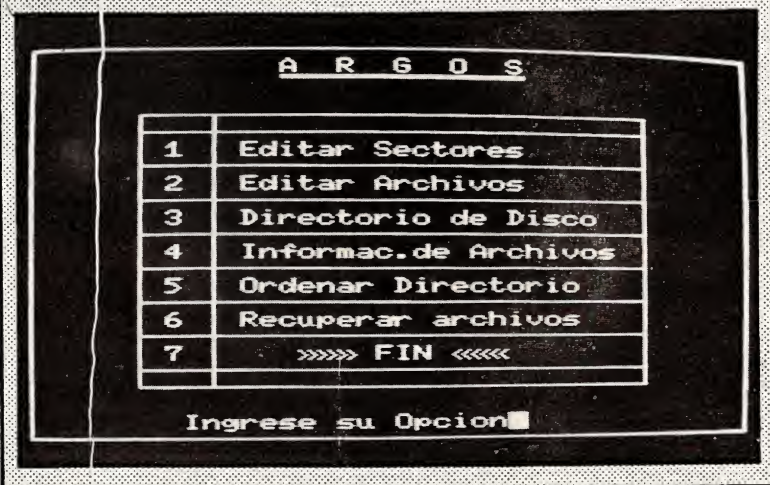 A R G O S
1 Editar Sectores
2 Editar Archivos
3 Directorio de Disco
4 Informac.de Archivos
5 Ordenar Directorio
6 Recuperar archivos
7 »»»» FIN ««««
Ingrese su Opcion